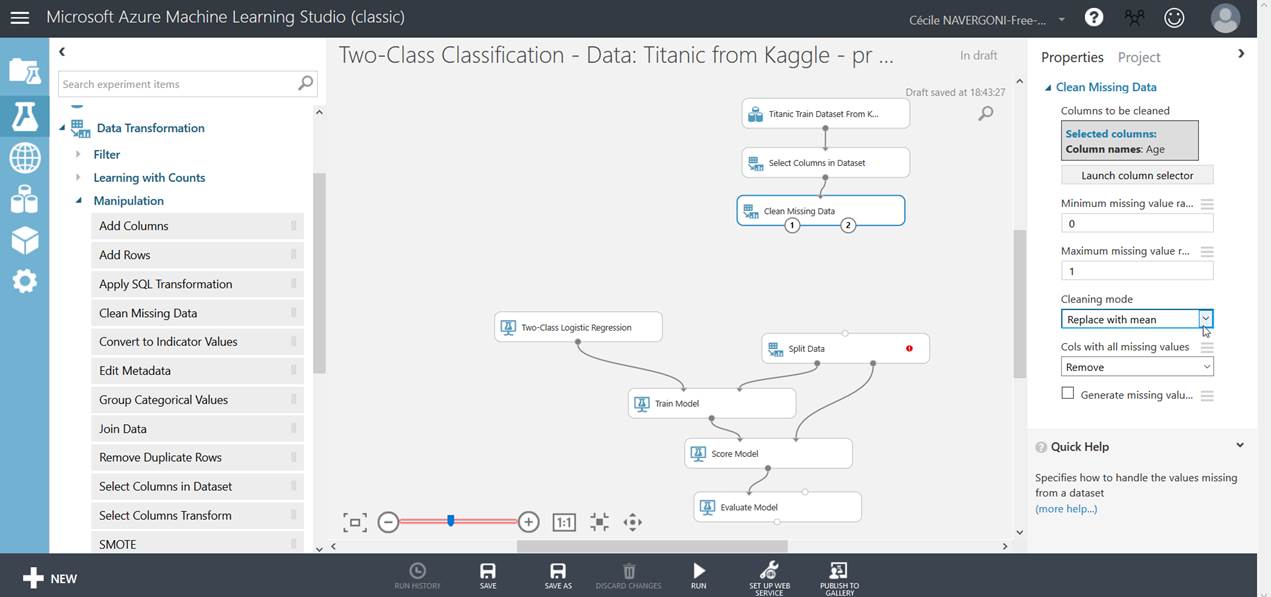 Microsoft Azure Machine Learning Studio (classic)
Cécile NAVERGONI-Free-...
?
Search experiment items
Data Transformation
Filter
Learning with Counts
Manipulation
Add Columns
Add Rows
Apply SQL Transformation
Clean Missing Data
Convert to Indicator Values
Edit Metadata
Group Categorical Values
Join Data
Remove Duplicate Rows
Select Columns in Dataset
Select Columns Transform
SMOTE
Two-Class Classification - Data: Titanic from Kaggle - pr ...
In draft
Draft saved at 18:43:27
Titanic Train Dataset From K...
Select Columns in Dataset
Clean Missing Data
1
2
Two-Class Logistic Regression
Split Data
Train Model
Score Model
Evaluate Model
1:1
Properties
Project
Clean Missing Data
Columns to be cleaned
Selected columns:
Column names: Age
Launch column selector
Minimum missing value ra...
0
Maximum missing value r...
1
Cleaning mode
Replace with mean
Cols with all missing values
Remove
Generate missing valu...
? Quick Help
Specifies how to handle the values missing
from a dataset
(more help...)
NEW
RUN HISTORY
SAVE
SAVE AS
DISCARD CHANGES
RUN
SET UP WEB
SERVICE
PUBLISH TO
GALLERY